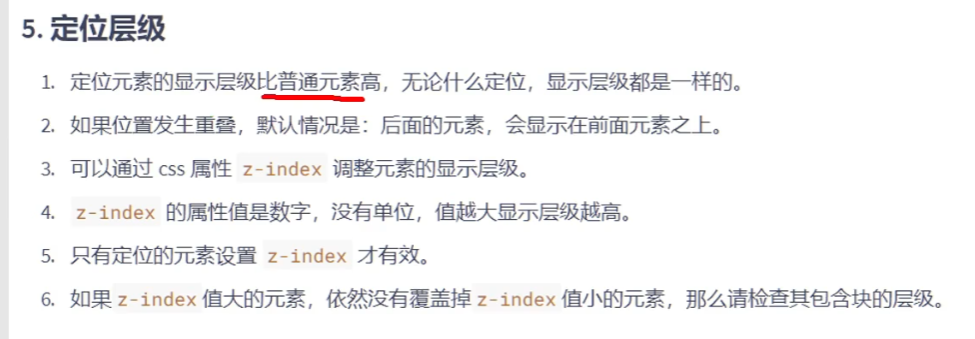 5. 定位层级
1. 定位元素的显示层级比普通元素高，无论什么定位，显示层级都是一样的。
2. 如果位置发生重叠，默认情况是：后面的元素，会显示在前面元素之上。
3. 可以通过 css 属性 z-index 调整元素的显示层级。
4. z-index 的属性值是数字，没有单位，值越大显示层级越高。
5. 只有定位的元素设置 z-index 才有效。
6. 如果 z-index 值大的元素，依然没有覆盖掉 z-index 值小的元素，那么请检查其包含块的层级。